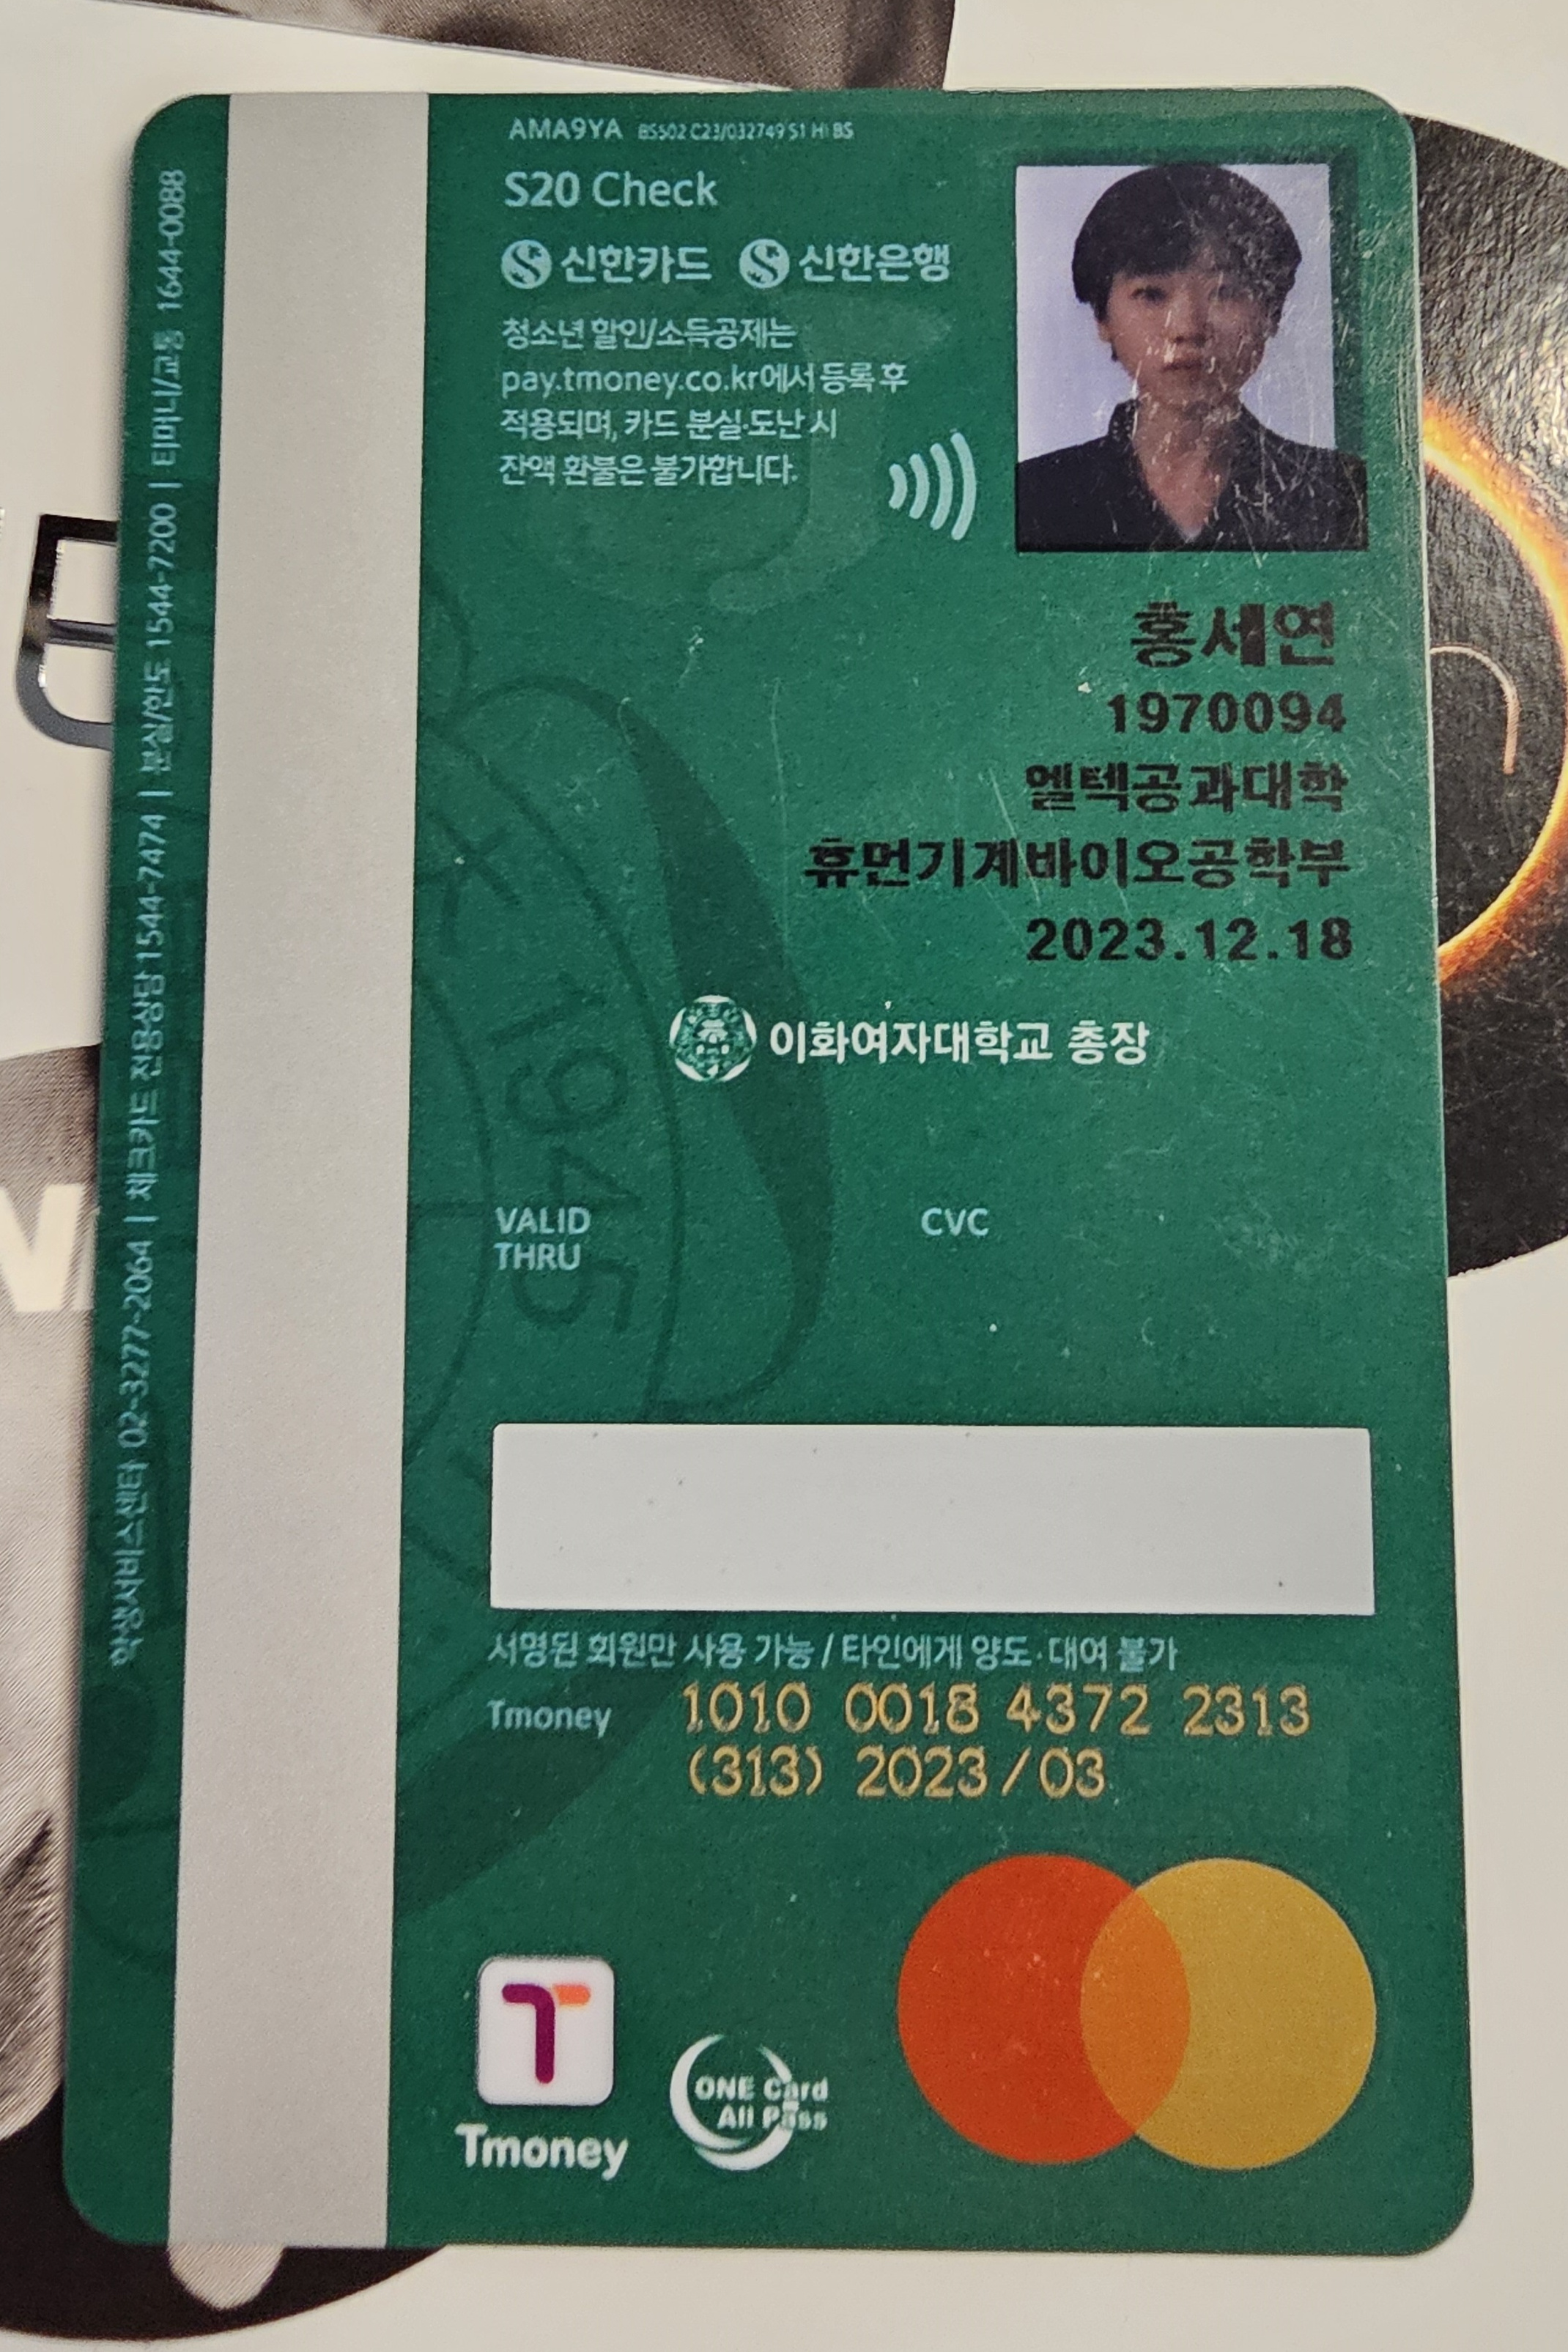 AMA9YA BS502 C23/032749 S1 HI BS
S20 Check
신한카드 신한은행
청소년 할인/소득공제는
pay.tmoney.co.kr에서 등록 후
적용되며, 카드 분실·도난 시
잔액 환불은 불가합니다.
홍세연
1970094
엘텍공과대학
휴먼기계바이오공학부
2023.12.18
이화여자대학교 총장
1945
VALID
THRU
CVC
서명된 회원만 사용 가능 / 타인에게 양도·대여 불가
Tmoney 1010 0018 4372 2313
(313) 2023/03
Tmoney
ONE Card
All Pass
학생서비스센터 02-3277-2064 | 체크카드 전용상담 1544-7474 | 분실/한도 1544-7200 | 티머니/교통 1644-0088